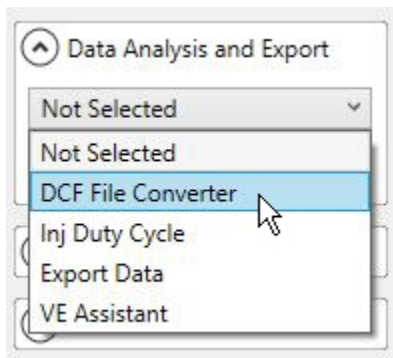 Data Analysis and Export
Not Selected
Not Selected
DCF File Converter
Inj Duty Cycle
Export Data
VE Assistant